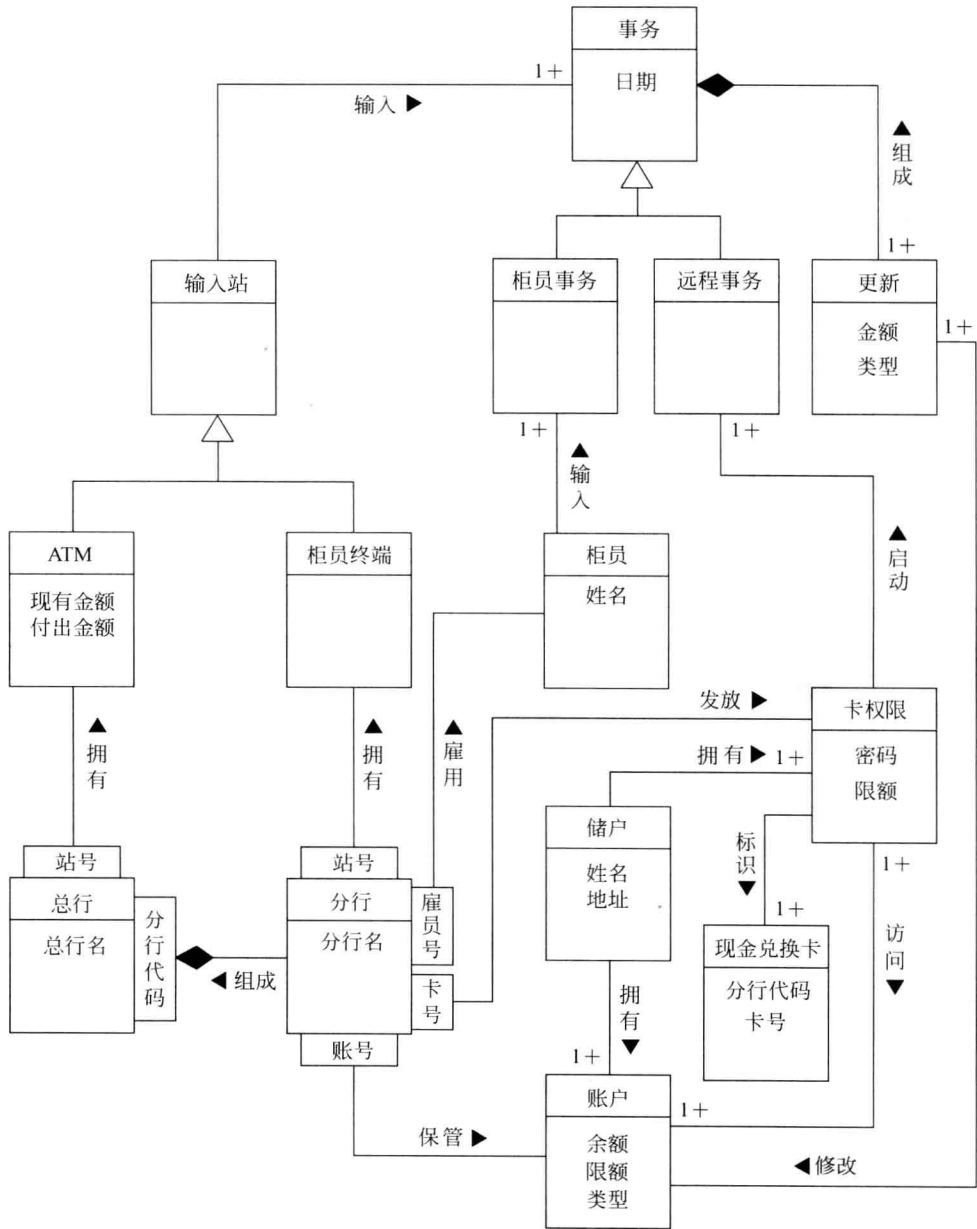 事务
日期
1+
输入 ▶
▲
组
成
1+
输入站
柜员事务
远程事务
更新
金额
类型
1+
1+
1+
▲
输
入
ATM
现有金额
付出金额
柜员终端
柜员
姓名
▲
启
动
▲
拥
有
▲
拥
有
▲
雇
用
发放 ▶
拥有 ▶
1+
卡权限
密码
限额
储户
姓名
地址
标
识
▼
1+
1+
站号
总行
总行名
分
行
代
码
◀ 组成
站号
分行
分行名
雇
员
号
卡
号
账号
现金兑换卡
分行代码
卡号
访
问
▼
拥
有
▼
1+
保管 ▶
账户
余额
限额
类型
1+
◀ 修改